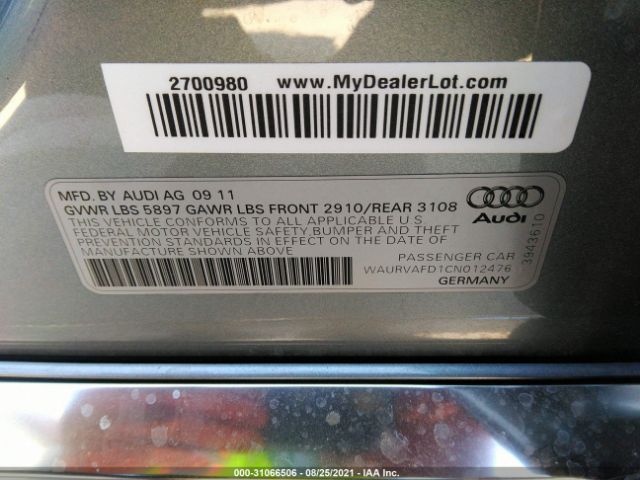 2700980 www.MyDealerLot.com
MFD. BY AUDI AG 09 11
GVWR LBS 5897 GAWR LBS FRONT 2910/REAR 3108
THIS VEHICLE CONFORMS TO ALL APPLICABLE U.S.
FEDERAL MOTOR VEHICLE SAFETY,BUMPER AND THEFT
PREVENTION STANDARDS IN EFFECT ON THE DATE OF
MANUFACTURE SHOWN ABOVE
Audi
3943610
PASSENGER CAR
WAURVAFD1CN012476
GERMANY
000-31066506 - 08/25/2021 - IAA Inc.